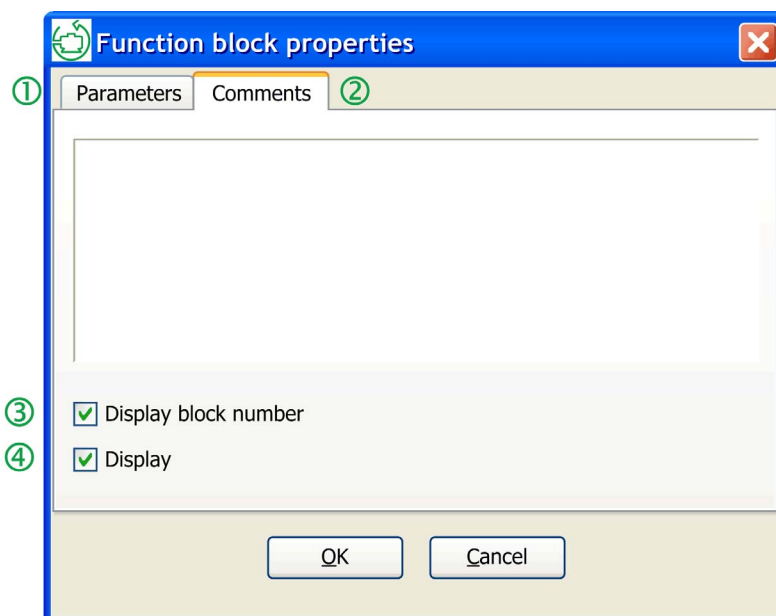 Function block properties
① Parameters Comments ②
③ Display block number
④ Display
OK Cancel